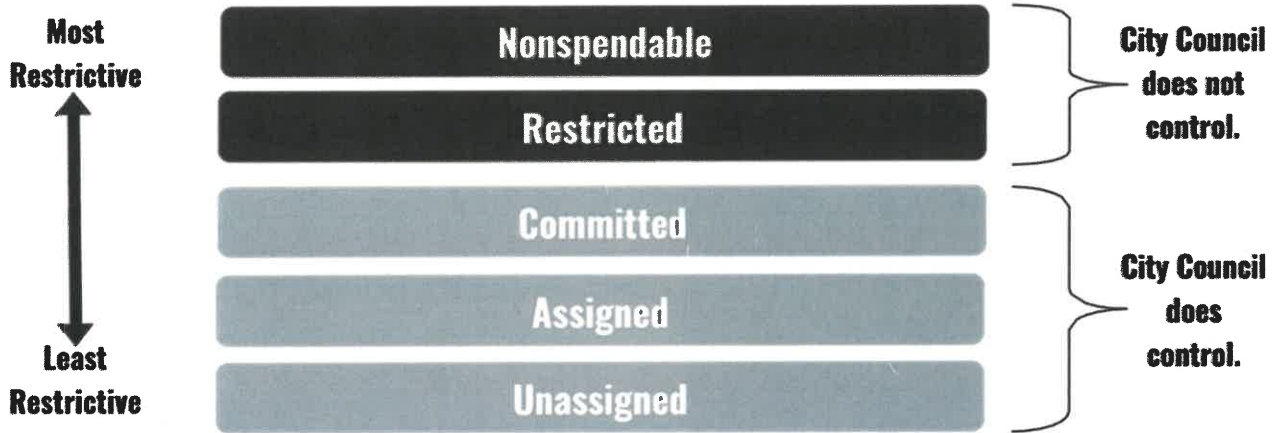 Most
Restrictive
Nonspendable
Restricted
City Council
does not
control.
Committed
Assigned
Unassigned
City Council
does
control.
Least
Restrictive